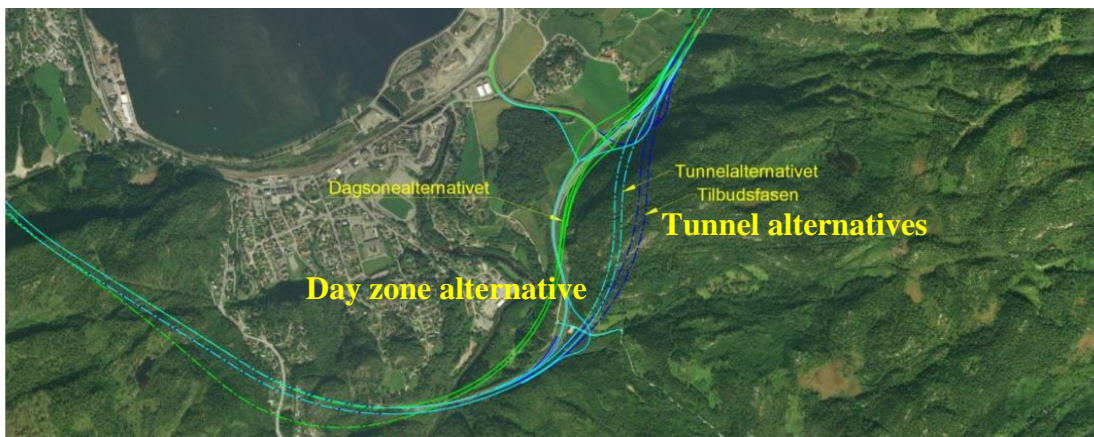 Tunnelalternativet
Dagsonealternativet
Tilbudsfasen
Tunnel alternatives
Day zone alternative